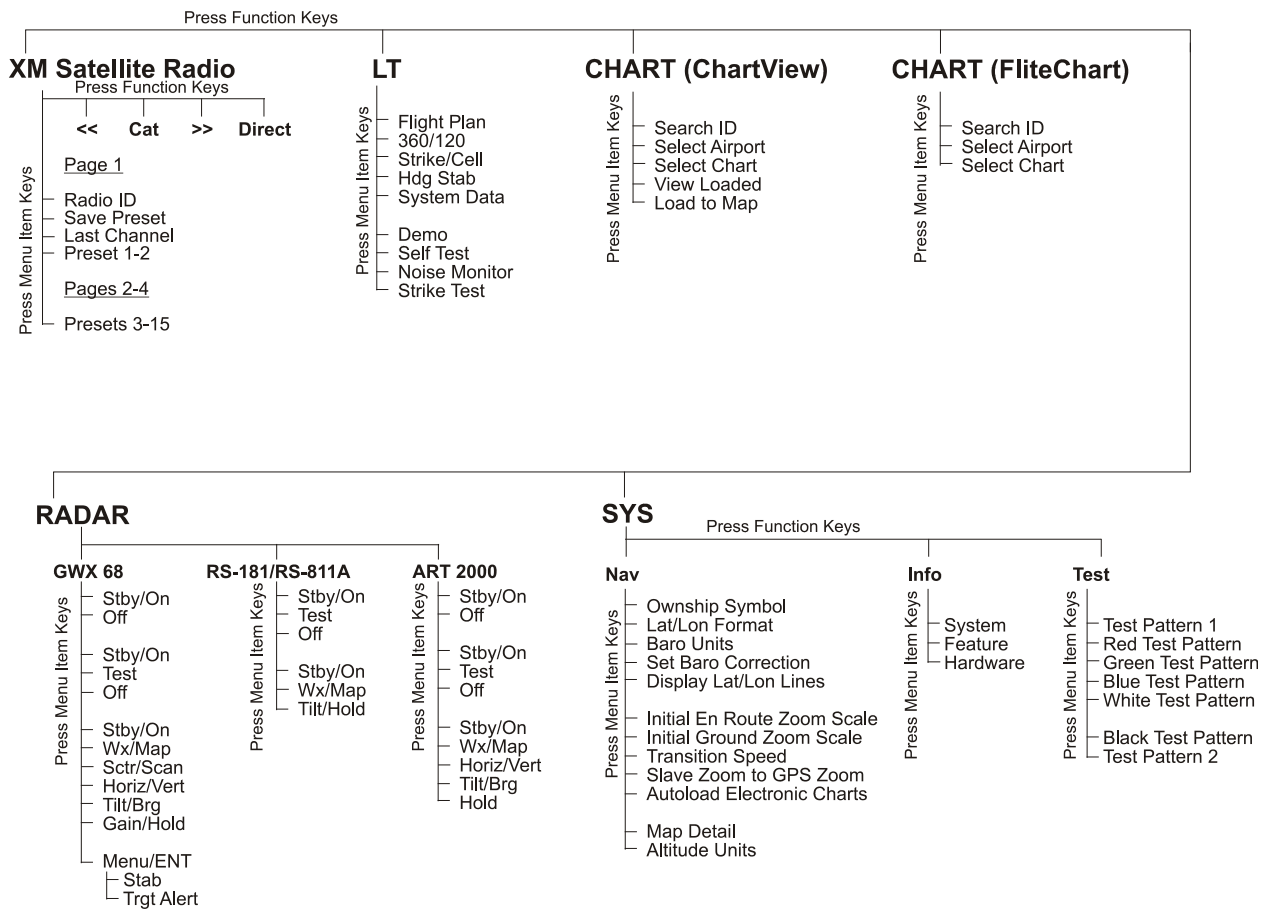 Press Function Keys
XM Satellite Radio
Press Function Keys
<< Cat >> Direct
Press Menu Item Keys
Page 1
Radio ID
Save Preset
Last Channel
Preset 1-2
Pages 2-4
Presets 3-15
LT
Press Menu Item Keys
Flight Plan
360/120
Strike/Cell
Hdg Stab
System Data
Demo
Self Test
Noise Monitor
Strike Test
CHART (ChartView)
Press Menu Item Keys
Search ID
Select Airport
Select Chart
View Loaded
Load to Map
CHART (FliteChart)
Press Menu Item Keys
Search ID
Select Airport
Select Chart
RADAR
GWX 68
Press Menu Item Keys
Stby/On
Off
Stby/On
Test
Off
Stby/On
Wx/Map
Sctr/Scan
Horiz/Vert
Tilt/Brg
Gain/Hold
Menu/ENT
Stab
Trgt Alert
RS-181/RS-811A
Press Menu Item Keys
Stby/On
Test
Off
Stby/On
Wx/Map
Tilt/Hold
ART 2000
Press Menu Item Keys
Stby/On
Off
Stby/On
Test
Off
Stby/On
Wx/Map
Horiz/Vert
Tilt/Brg
Hold
SYS
Press Function Keys
Nav
Press Menu Item Keys
Ownship Symbol
Lat/Lon Format
Baro Units
Set Baro Correction
Display Lat/Lon Lines
Initial En Route Zoom Scale
Initial Ground Zoom Scale
Transition Speed
Slave Zoom to GPS Zoom
Autoload Electronic Charts
Map Detail
Altitude Units
Info
Press Menu Item Keys
System
Feature
Hardware
Test
Press Menu Item Keys
Test Pattern 1
Red Test Pattern
Green Test Pattern
Blue Test Pattern
White Test Pattern
Black Test Pattern
Test Pattern 2